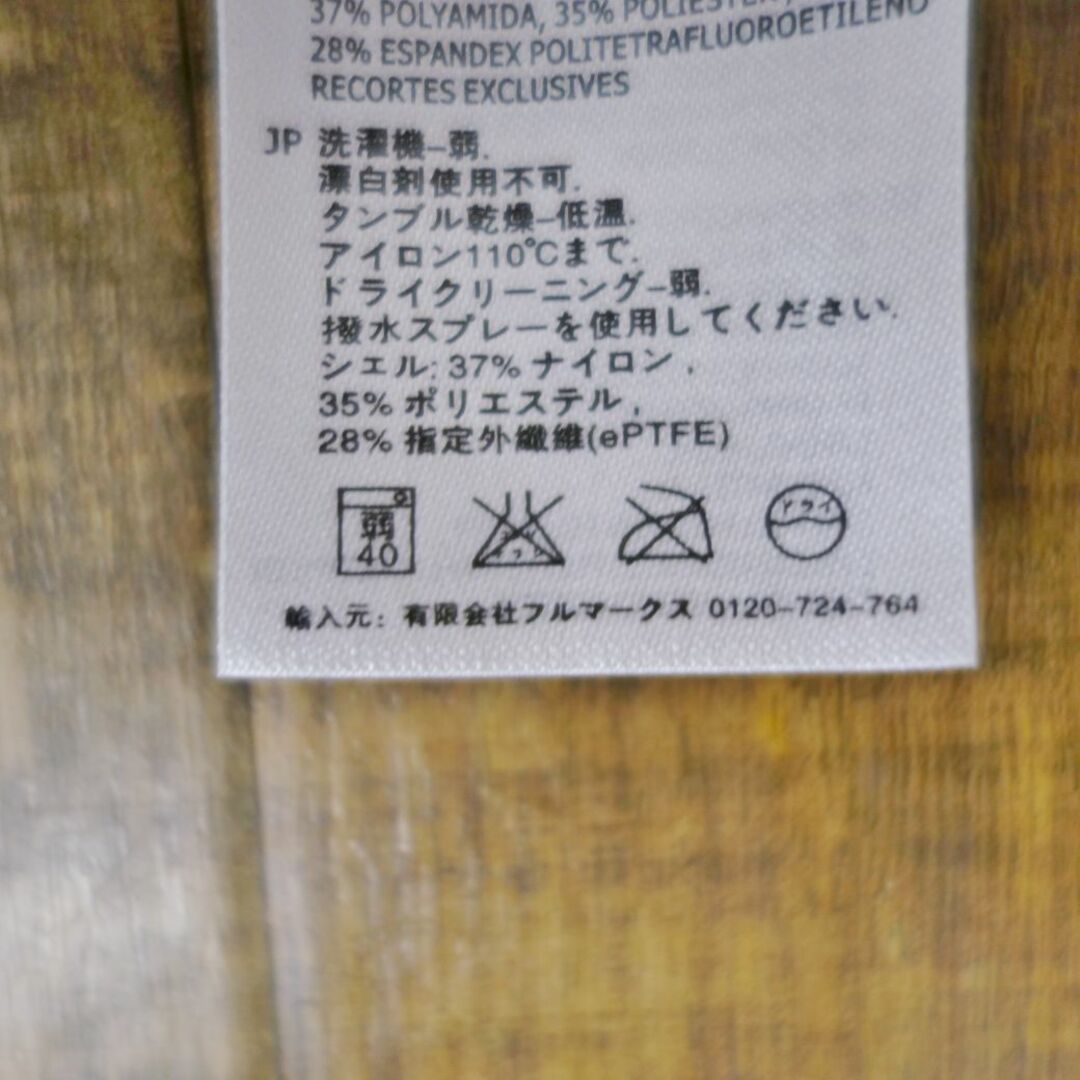 37% POLYAMIDA, 35% POLIESTER,
28% ESPANDEX POLITETRAFLUOROETILENO
RECORTES EXCLUSIVES
JP 洗濯機–弱.
漂白剤使用不可.
タンブル乾燥–低温.
アイロン110℃まで.
ドライクリーニング–弱.
撥水スプレーを使用してください.
シェル: 37% ナイロン,
35% ポリエステル,
28% 指定外繊維(ePTFE)
弱
40
ドライ
輸入元: 有限会社フルマークス 0120-724-764